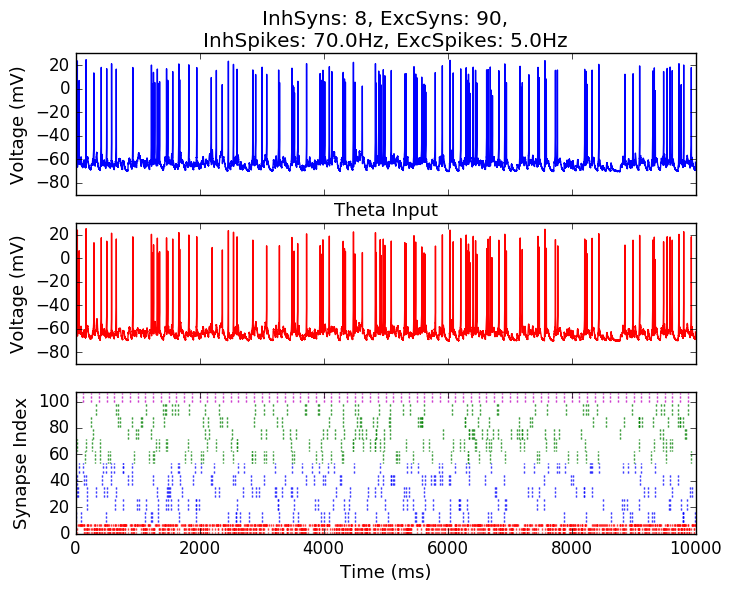 InhSyns: 8, ExcSyns: 90,
InhSpikes: 70.0Hz, ExcSpikes: 5.0Hz
20
0
−20
−40
−60
−80
Voltage (mV)
Theta Input
20
0
−20
−40
−60
−80
Voltage (mV)
100
80
60
40
20
0
Synapse Index
0 2000 4000 6000 8000 10000
Time (ms)